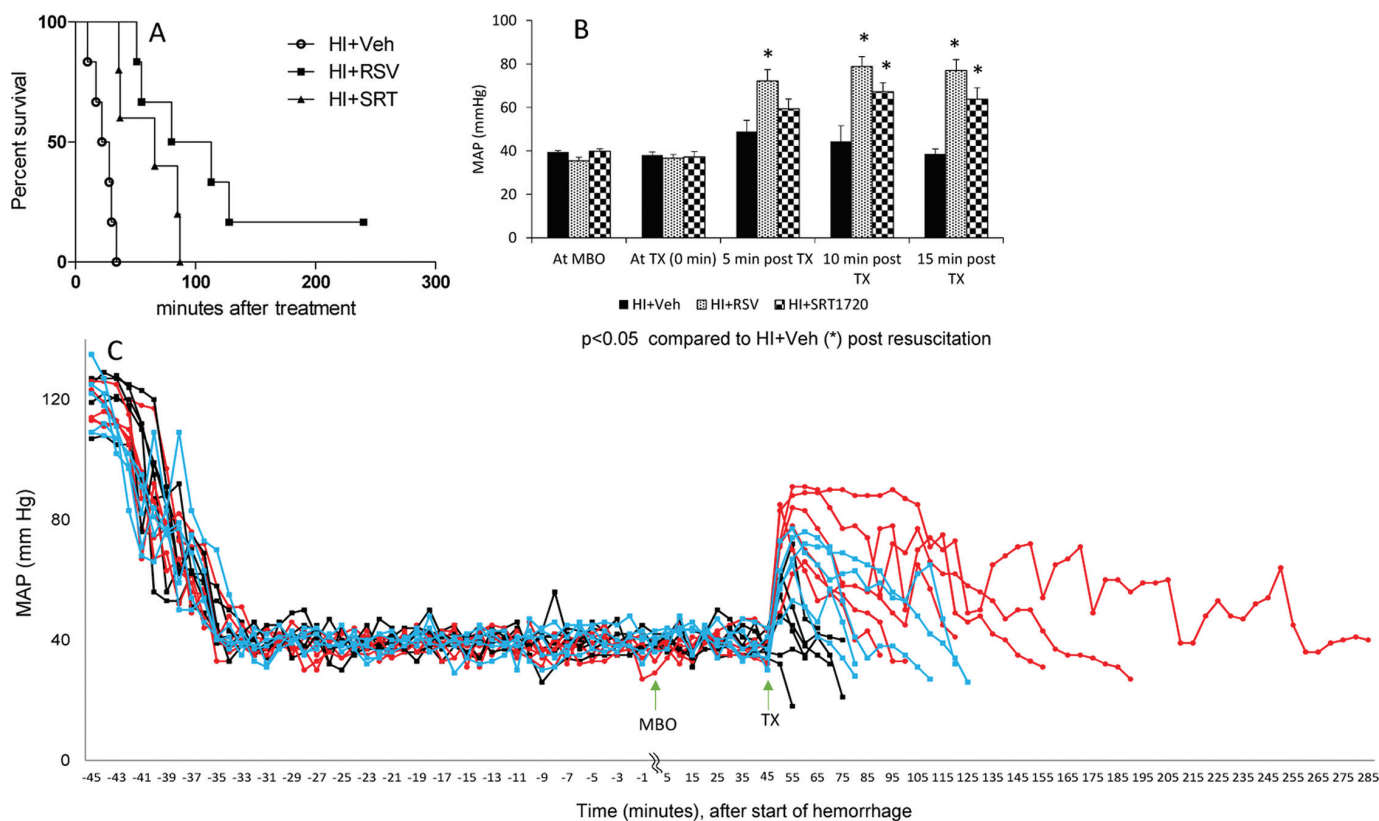 A
Percent survival
100
50
0
0 100 200 300
minutes after treatment
HI+Veh
HI+RSV
HI+SRT
B
MAP (mmHg)
100
80
60
40
20
0
* * * * *
At MBO At TX (0 min) 5 min post TX 10 min post TX 15 min post TX
HI+Veh HI+RSV HI+SRT1720
p<0.05 compared to HI+Veh (*) post resuscitation
C
MAP (mm Hg)
120
80
40
0
MBO
TX
-45 -43 -41 -39 -37 -35 -33 -31 -29 -27 -25 -23 -21 -19 -17 -15 -13 -11 -9 -7 -5 -3 -1 5 15 25 35 45 55 65 75 85 95 105 115 125 135 145 155 165 175 185 195 205 215 225 235 245 255 265 275 285
Time (minutes), after start of hemorrhage